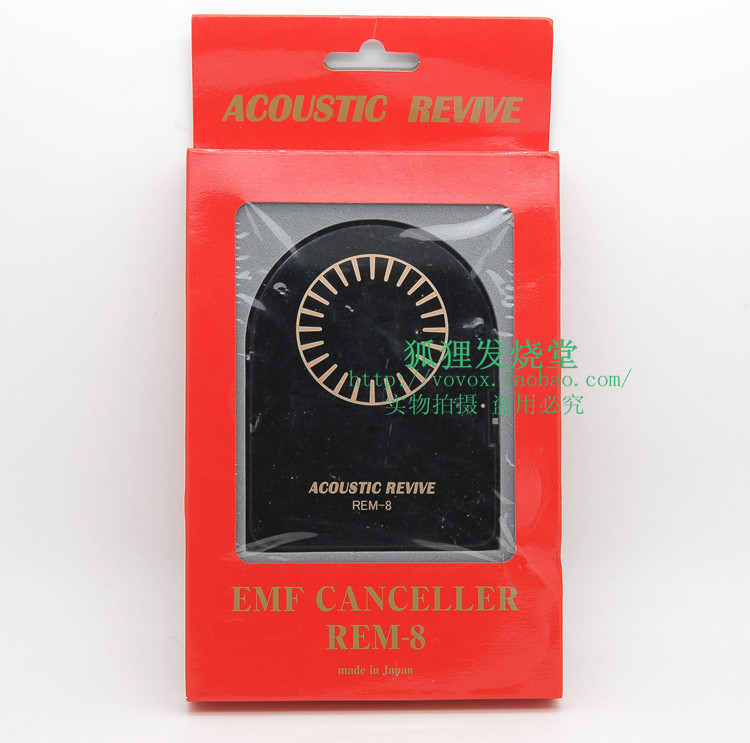 ACOUSTIC REVIVE
狐狸发烧堂
http://vovox.taobao.com/
实物拍摄·盗用必究
ACOUSTIC REVIVE
REM-8
EMF CANCELLER
REM-8
made in Japan